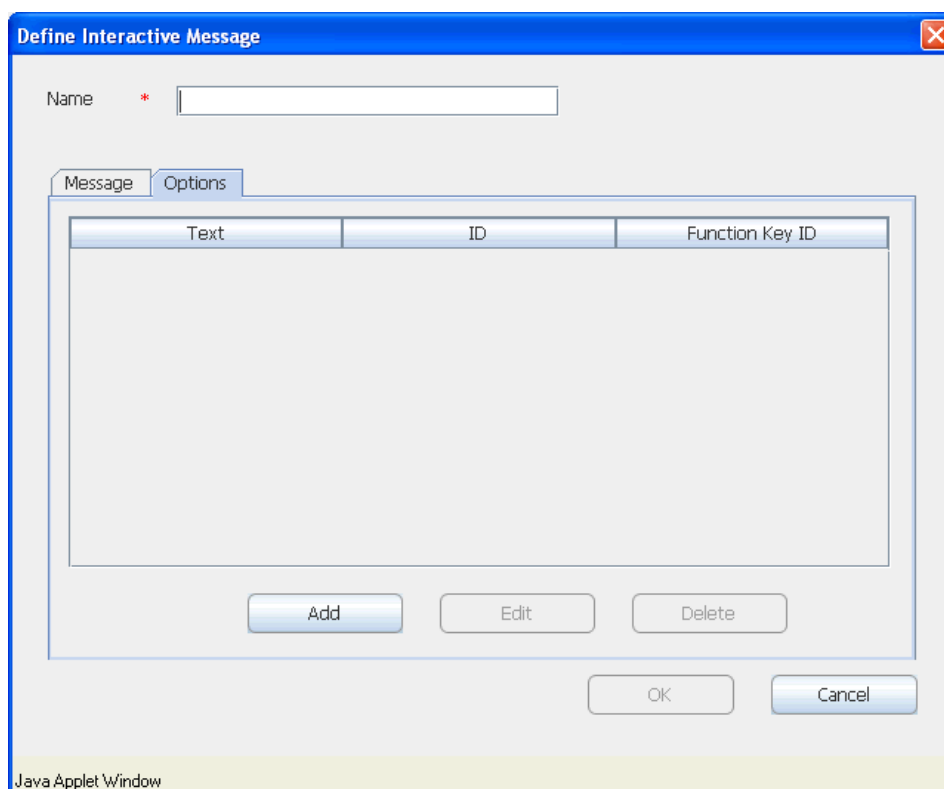 Define Interactive Message
Name *
Message Options
Text ID Function Key ID
Add Edit Delete
OK Cancel
Java Applet Window